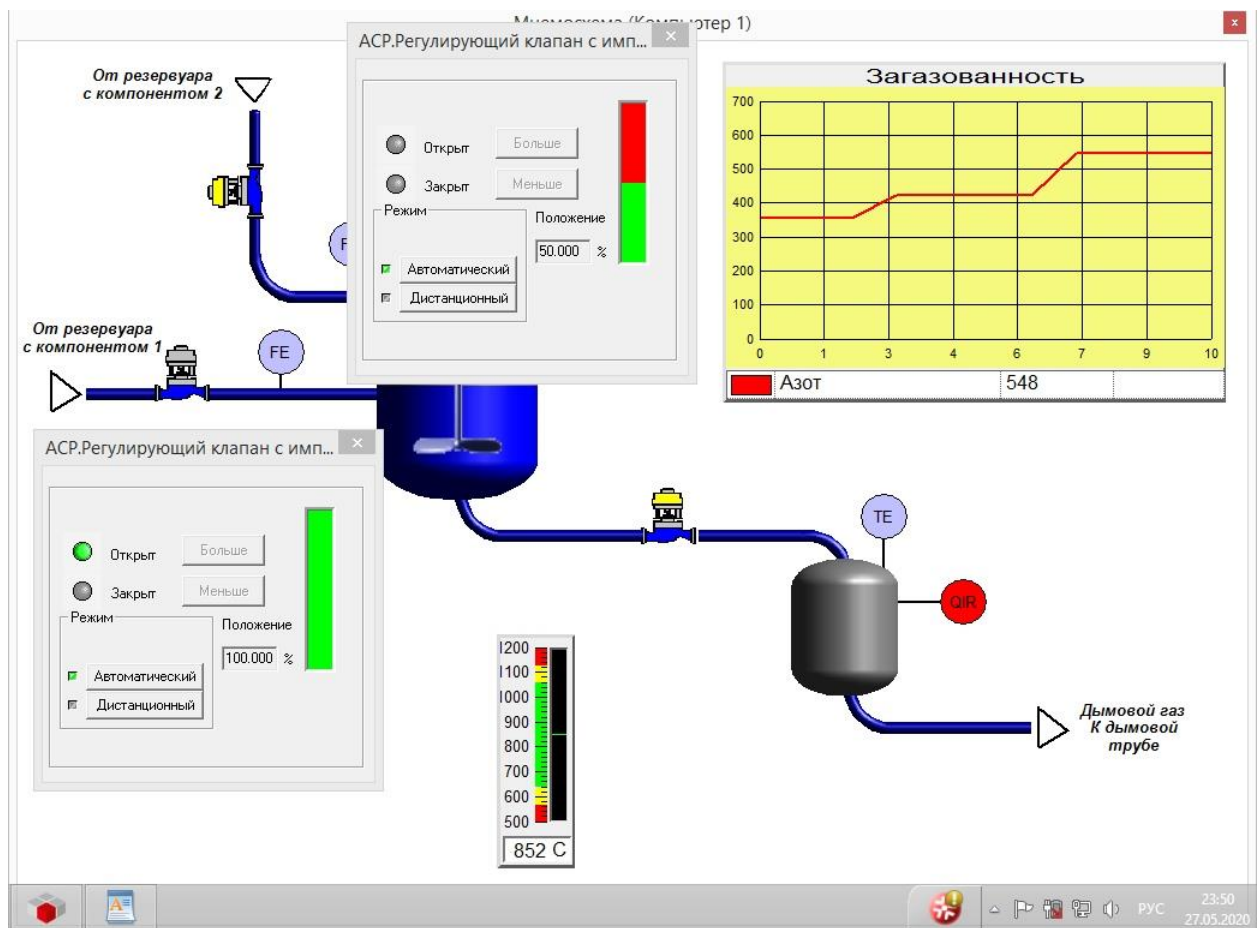 Мнемосхема (Компьютер 1)
x
АСР.Регулирующий клапан с имп...
Открыт
Больше
Закрыт
Меньше
Режим
Положение
50.000 %
Автоматический
Дистанционный
От резервуара
с компонентом 2
F
От резервуара
с компонентом 1
FE
Загазованность
700
600
500
400
300
200
100
0
0 1 3 4 6 7 9 10
Азот 548
АСР.Регулирующий клапан с имп...
Открыт
Больше
Закрыт
Меньше
Режим
Положение
100.000 %
Автоматический
Дистанционный
TE
QIR
1200
1100
1000
900
800
700
600
500
852 C
Дымовой газ
К дымовой
трубе
РУС
23:50
27.05.2020